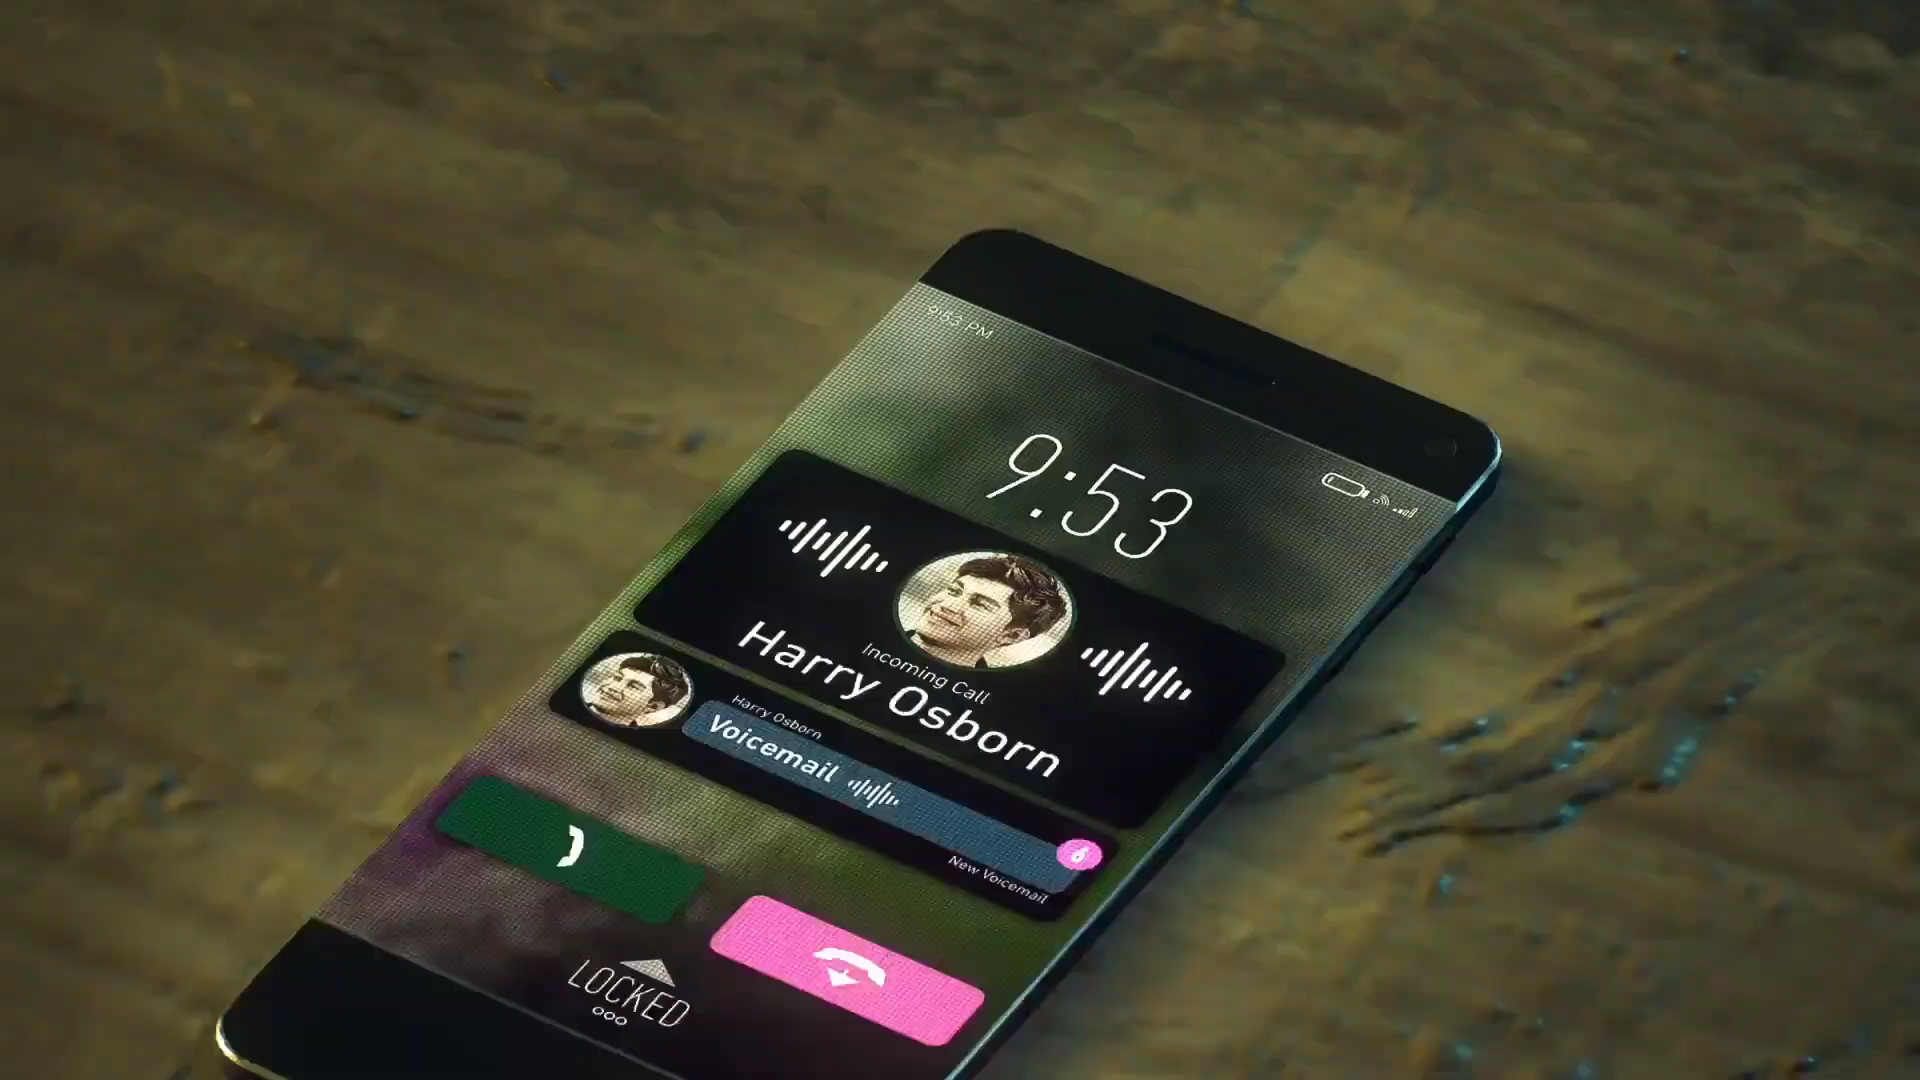 9:53 PM
9:53
Incoming Call
Harry Osborn
Harry Osborn
Voicemail
6
New Voicemail
LOCKED